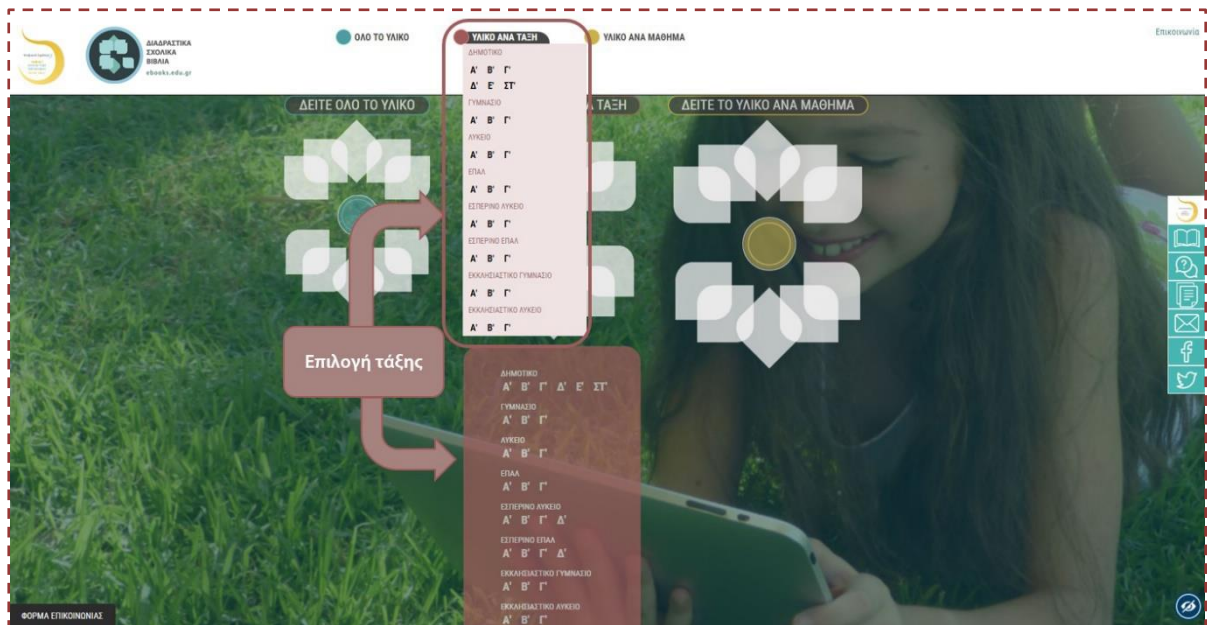 ΔΙΑΔΡΑΣΤΙΚΑ
ΣΧΟΛΙΚΑ
ΒΙΒΛΙΑ
ebooks.edu.gr
ΟΛΟ ΤΟ ΥΛΙΚΟ
ΥΛΙΚΟ ΑΝΑ ΤΑΞΗ
ΥΛΙΚΟ ΑΝΑ ΜΑΘΗΜΑ
Επικοινωνία
ΔΗΜΟΤΙΚΟ
Α' Β' Γ'
Δ' Ε' ΣΤ'
ΓΥΜΝΑΣΙΟ
Α' Β' Γ'
ΛΥΚΕΙΟ
Α' Β' Γ'
ΕΠΑΛ
Α' Β' Γ'
ΕΣΠΕΡΙΝΟ ΛΥΚΕΙΟ
Α' Β' Γ'
ΕΣΠΕΡΙΝΟ ΕΠΑΛ
Α' Β' Γ'
ΕΚΚΛΗΣΙΑΣΤΙΚΟ ΓΥΜΝΑΣΙΟ
Α' Β' Γ'
ΕΚΚΛΗΣΙΑΣΤΙΚΟ ΛΥΚΕΙΟ
Α' Β' Γ'
ΔΕΙΤΕ ΟΛΟ ΤΟ ΥΛΙΚΟ
ΤΑΞΗ
ΔΕΙΤΕ ΤΟ ΥΛΙΚΟ ΑΝΑ ΜΑΘΗΜΑ
Επιλογή τάξης
ΔΗΜΟΤΙΚΟ
Α' Β' Γ' Δ' Ε' ΣΤ'
ΓΥΜΝΑΣΙΟ
Α' Β' Γ'
ΛΥΚΕΙΟ
Α' Β' Γ'
ΕΠΑΛ
Α' Β' Γ'
ΕΣΠΕΡΙΝΟ ΛΥΚΕΙΟ
Α' Β' Γ' Δ'
ΕΣΠΕΡΙΝΟ ΕΠΑΛ
Α' Β' Γ' Δ'
ΕΚΚΛΗΣΙΑΣΤΙΚΟ ΓΥΜΝΑΣΙΟ
Α' Β' Γ'
ΕΚΚΛΗΣΙΑΣΤΙΚΟ ΛΥΚΕΙΟ
Α' Β' Γ'
ΦΟΡΜΑ ΕΠΙΚΟΙΝΩΝΙΑΣ